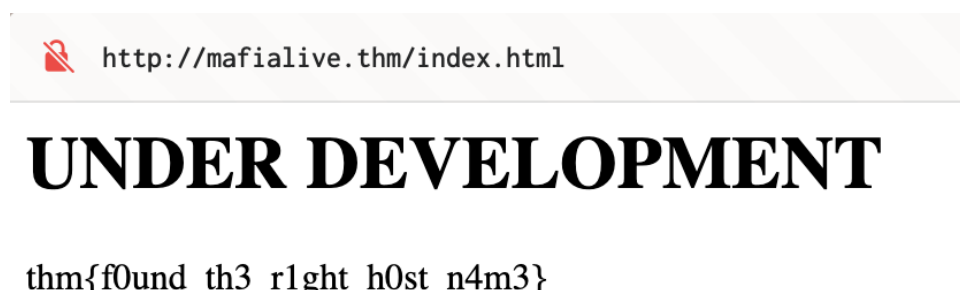 http://mafialive.thm/index.html
UNDER DEVELOPMENT
thm{f0und_th3_r1ght_h0st_n4m3}